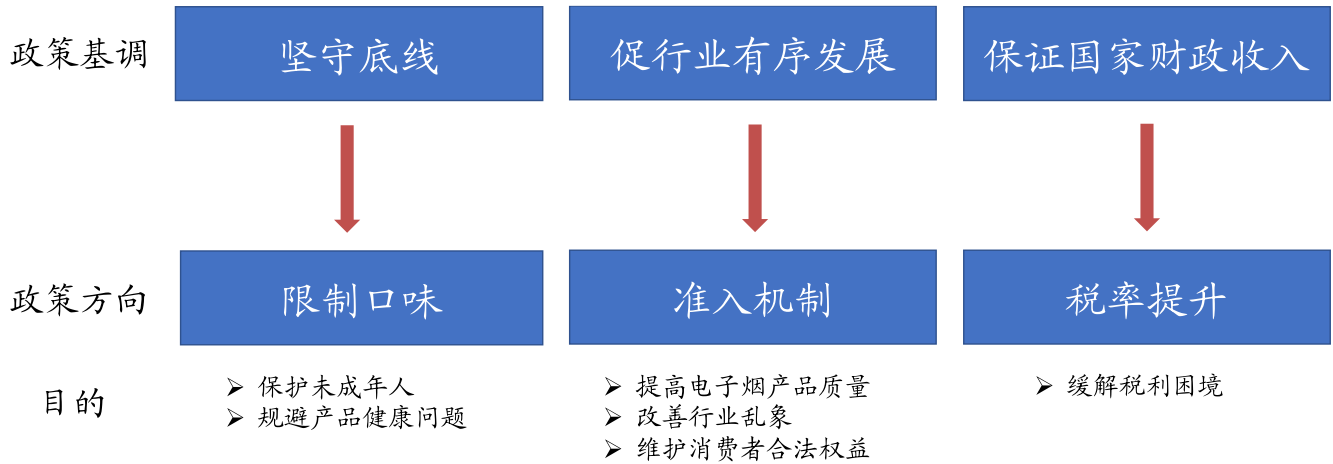 政策基调
坚守底线
促行业有序发展
保证国家财政收入
政策方向
限制口味
准入机制
税率提升
目的
➢ 保护未成年人
➢ 规避产品健康问题
➢ 提高电子烟产品质量
➢ 改善行业乱象
➢ 维护消费者合法权益
➢ 缓解税利困境